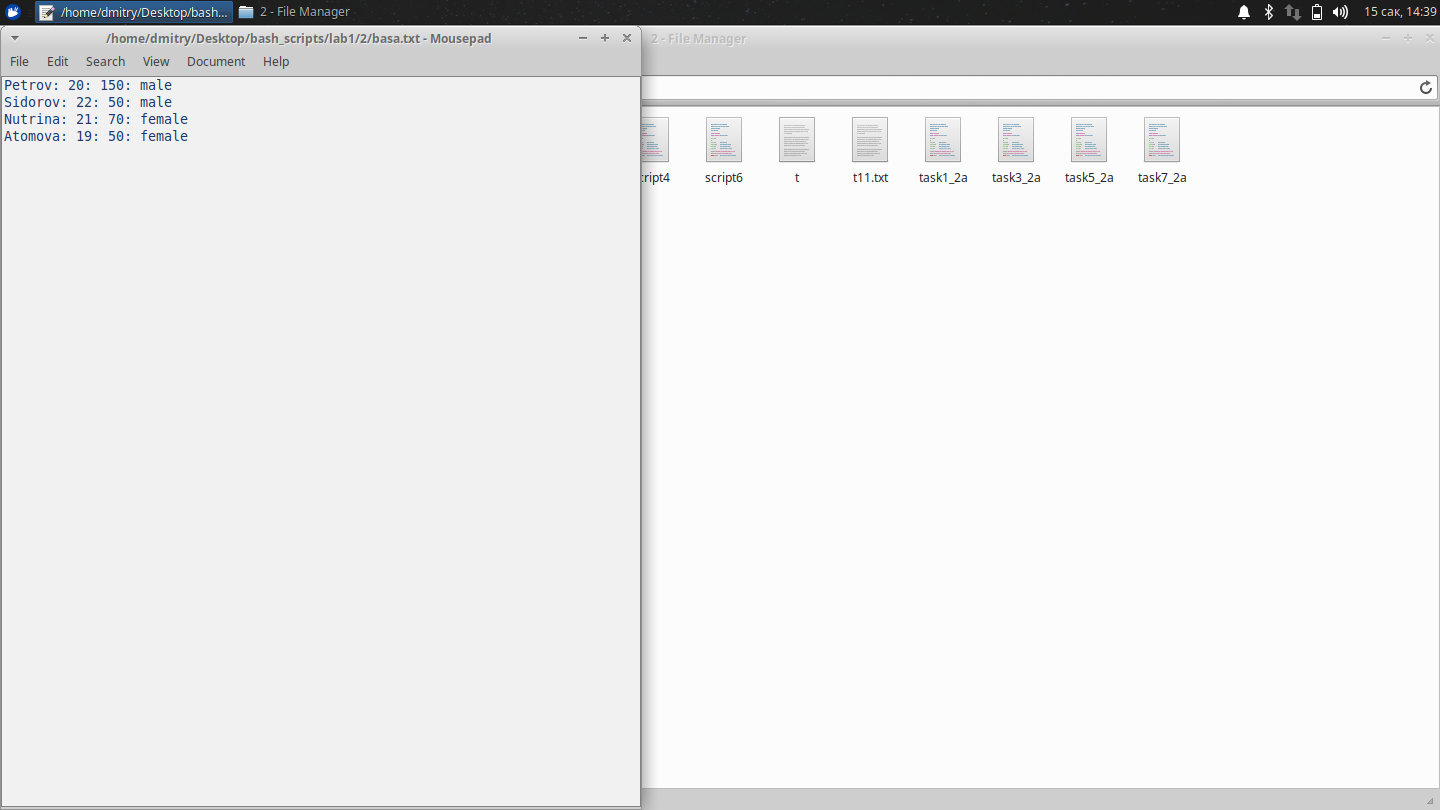 /home/dmitry/Desktop/bash...
2 - File Manager
15 сак, 14:39
/home/dmitry/Desktop/bash_scripts/lab1/2/basa.txt - Mousepad
2 - File Manager
File Edit Search View Document Help
Petrov: 20: 150: male
Sidorov: 22: 50: male
Nutrina: 21: 70: female
Atomova: 19: 50: female
cript4 script6 t t11.txt task1_2a task3_2a task5_2a task7_2a